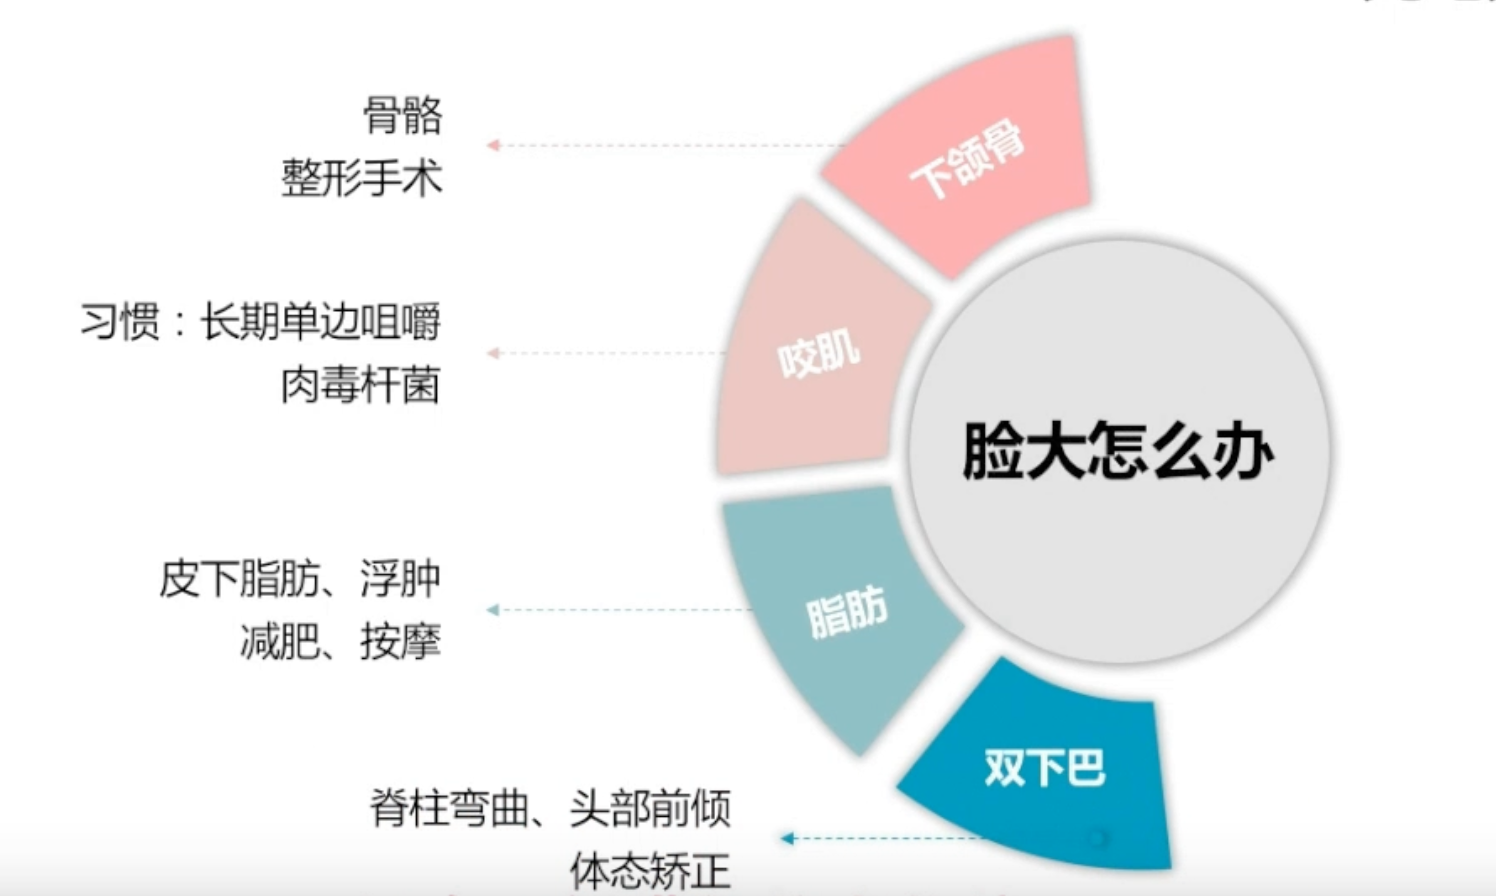 骨骼
整形手术
下颌骨
习惯：长期单边咀嚼
肉毒杆菌
咬肌
脸大怎么办
皮下脂肪、浮肿
减肥、按摩
脂肪
双下巴
脊柱弯曲、头部前倾
体态矫正